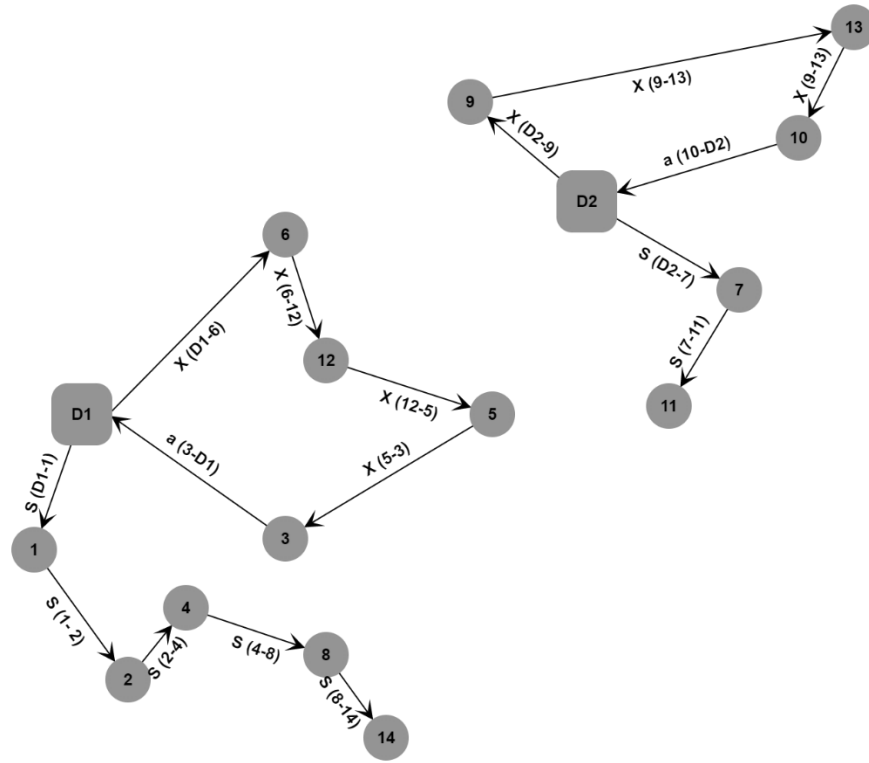 13
X (9-13)
X (9-13)
9
X (D2-9)
10
a (10-D2)
D2
6
S (D2-7)
7
X (6-12)
X (D1-6)
S (7-11)
12
X (12-5)
11
D1
5
a (3-D1)
X (5-3)
S (D1-1)
3
1
S (1- 2)
4
S (2-4)
S (4-8)
8
2
S (8-14)
14